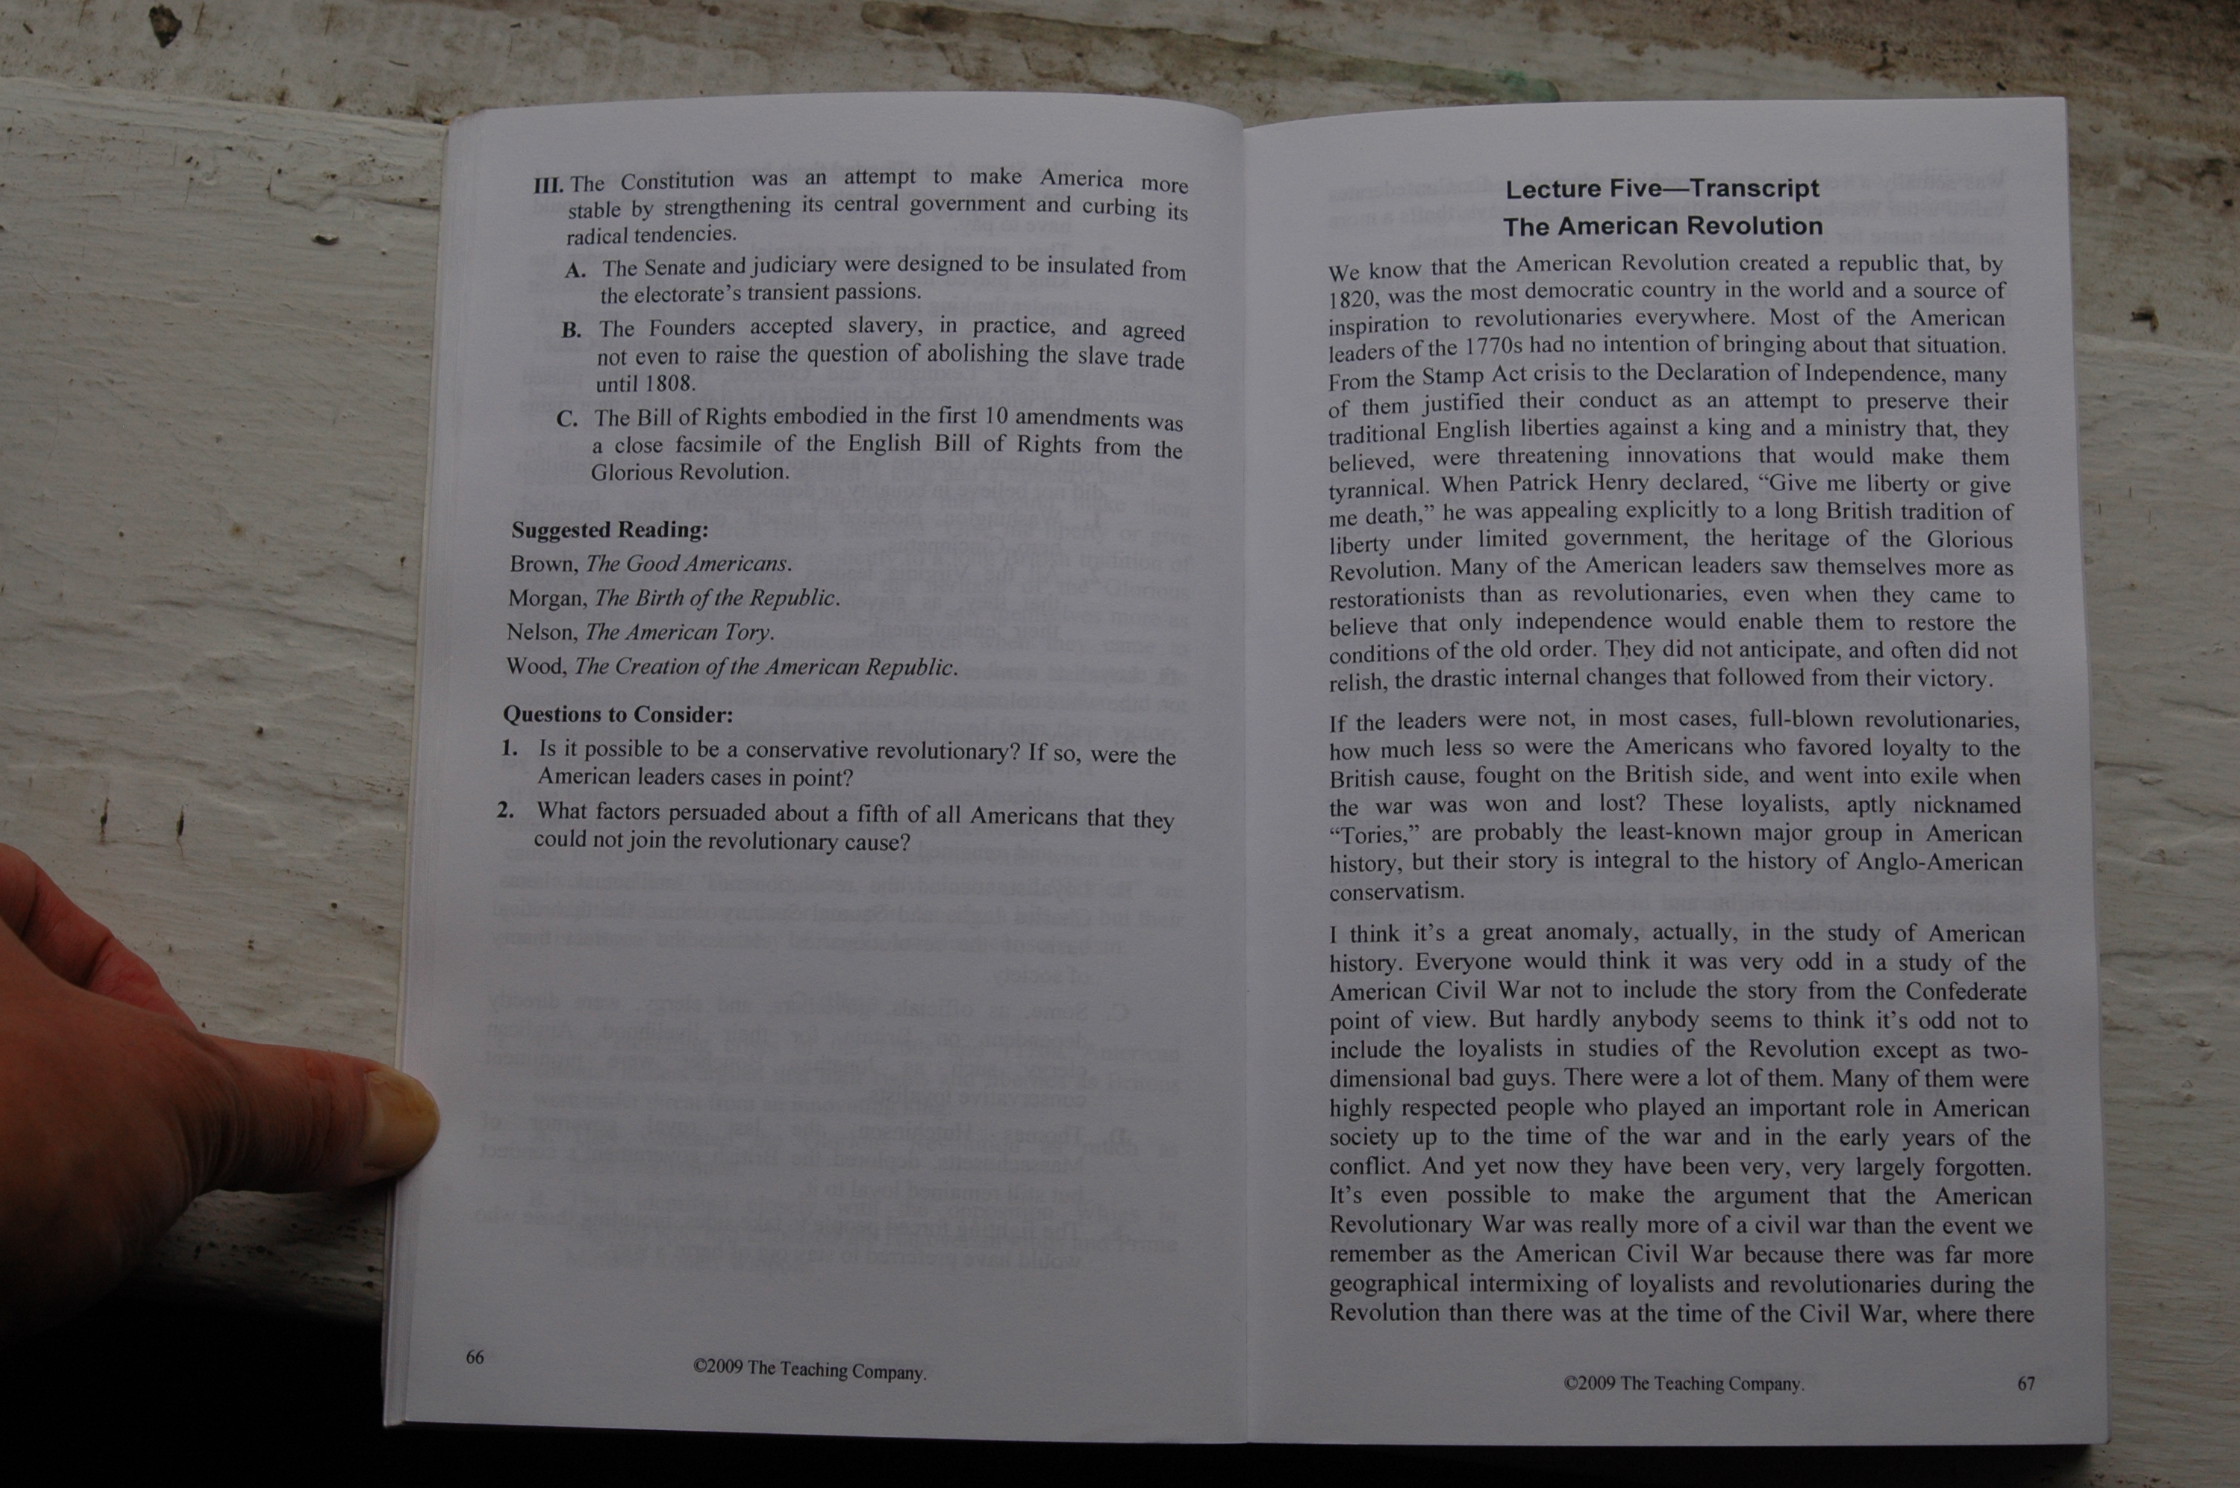 III. The Constitution was an attempt to make America more
stable by strengthening its central government and curbing its
radical tendencies.
A. The Senate and judiciary were designed to be insulated from
the electorate's transient passions.
B. The Founders accepted slavery, in practice, and agreed
not even to raise the question of abolishing the slave trade
until 1808.
C. The Bill of Rights embodied in the first 10 amendments was
a close facsimile of the English Bill of Rights from the
Glorious Revolution.
Suggested Reading:
Brown, The Good Americans.
Morgan, The Birth of the Republic.
Nelson, The American Tory.
Wood, The Creation of the American Republic.
Questions to Consider:
1. Is it possible to be a conservative revolutionary? If so, were the
American leaders cases in point?
2. What factors persuaded about a fifth of all Americans that they
could not join the revolutionary cause?
66
©2009 The Teaching Company.
Lecture Five—Transcript
The American Revolution
We know that the American Revolution created a republic that, by
1820, was the most democratic country in the world and a source of
inspiration to revolutionaries everywhere. Most of the American
leaders of the 1770s had no intention of bringing about that situation.
From the Stamp Act crisis to the Declaration of Independence, many
of them justified their conduct as an attempt to preserve their
traditional English liberties against a king and a ministry that, they
believed, were threatening innovations that would make them
tyrannical. When Patrick Henry declared, “Give me liberty or give
me death,” he was appealing explicitly to a long British tradition of
liberty under limited government, the heritage of the Glorious
Revolution. Many of the American leaders saw themselves more as
restorationists than as revolutionaries, even when they came to
believe that only independence would enable them to restore the
conditions of the old order. They did not anticipate, and often did not
relish, the drastic internal changes that followed from their victory.
If the leaders were not, in most cases, full-blown revolutionaries,
how much less so were the Americans who favored loyalty to the
British cause, fought on the British side, and went into exile when
the war was won and lost? These loyalists, aptly nicknamed
“Tories,” are probably the least-known major group in American
history, but their story is integral to the history of Anglo-American
conservatism.
I think it's a great anomaly, actually, in the study of American
history. Everyone would think it was very odd in a study of the
American Civil War not to include the story from the Confederate
point of view. But hardly anybody seems to think it's odd not to
include the loyalists in studies of the Revolution except as two-
dimensional bad guys. There were a lot of them. Many of them were
highly respected people who played an important role in American
society up to the time of the war and in the early years of the
conflict. And yet now they have been very, very largely forgotten.
It's even possible to make the argument that the American
Revolutionary War was really more of a civil war than the event we
remember as the American Civil War because there was far more
geographical intermixing of loyalists and revolutionaries during the
Revolution than there was at the time of the Civil War, where there
©2009 The Teaching Company.
67